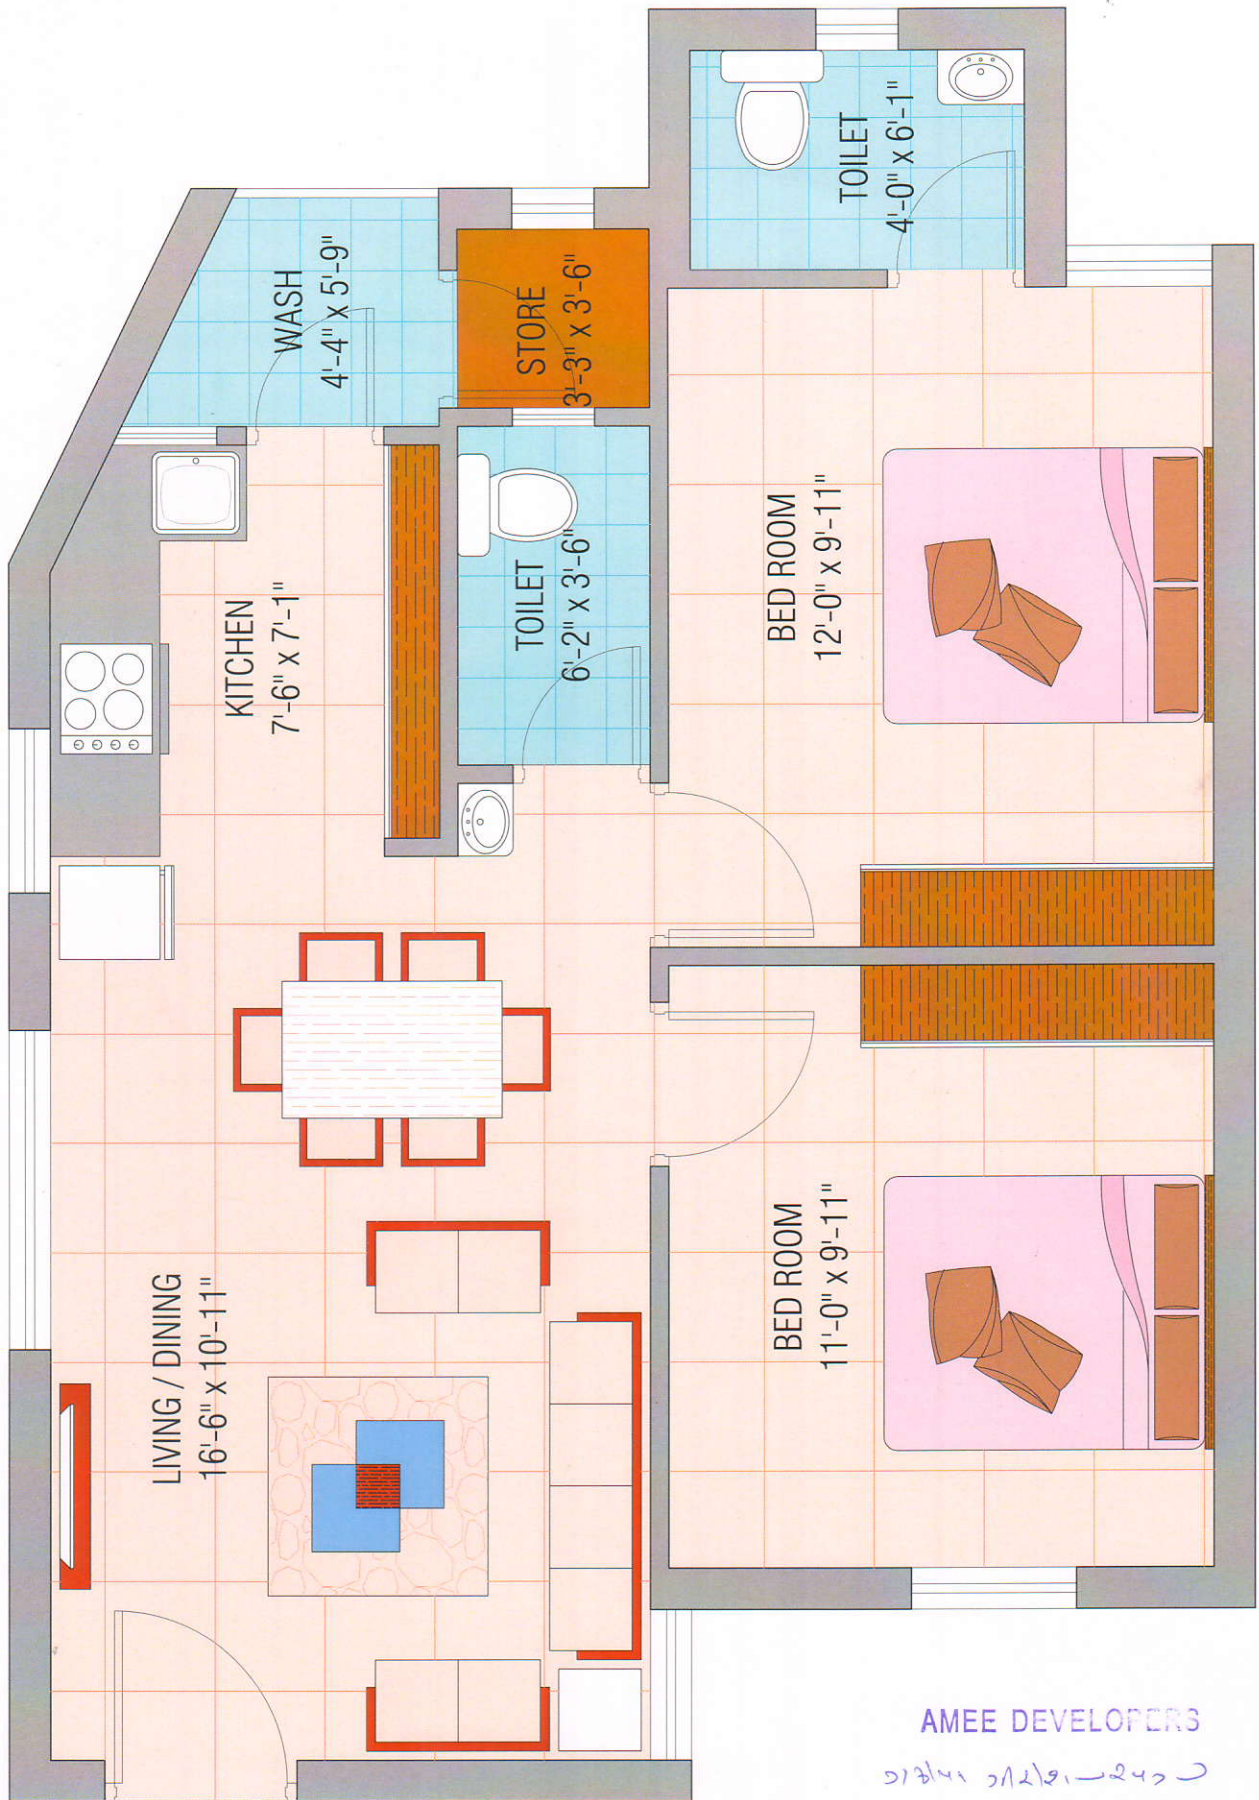 TOILET
4'-0" x 6'-1"
WASH
4'-4" x 5'-9"
STORE
3'-3" x 3'-6"
KITCHEN
7'-6" x 7'-1"
TOILET
6'-2" x 3'-6"
BED ROOM
12'-0" x 9'-11"
LIVING / DINING
16'-6" x 10'-11"
BED ROOM
11'-0" x 9'-11"
AMEE DEVELOPERS